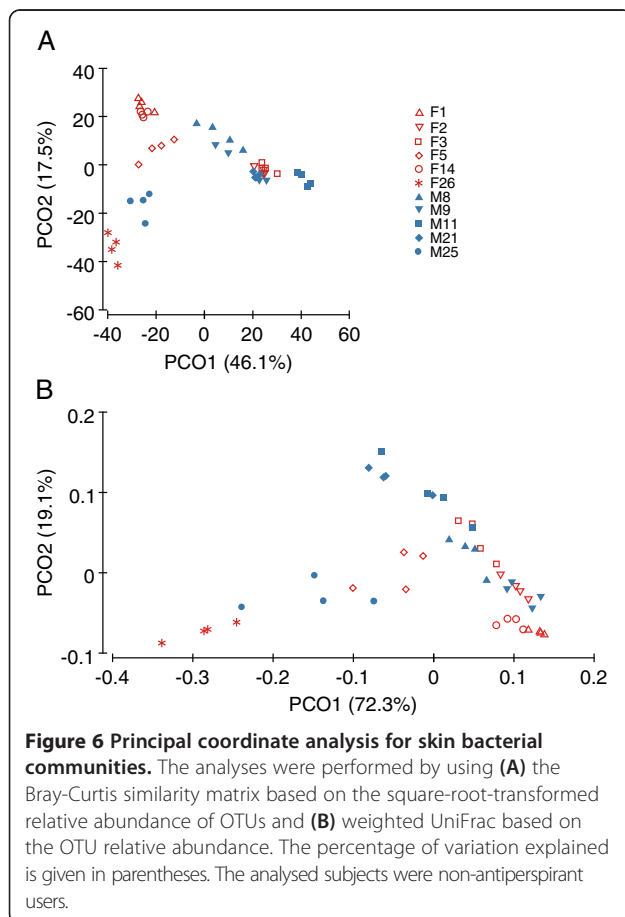 A
PCO2 (17.5%)
40
20
0
-20
-40
-60
-40 -20 0 20 40 60
PCO1 (46.1%)
F1
F2
F3
F5
F14
F26
M8
M9
M11
M21
M25
B
PCO2 (19.1%)
0.2
0.1
0
-0.1
-0.4 -0.3 -0.2 -0.1 0 0.1 0.2
PCO1 (72.3%)
Figure 6 Principal coordinate analysis for skin bacterial
communities. The analyses were performed by using (A) the
Bray-Curtis similarity matrix based on the square-root-transformed
relative abundance of OTUs and (B) weighted UniFrac based on
the OTU relative abundance. The percentage of variation explained
is given in parentheses. The analysed subjects were non-antiperspirant
users.